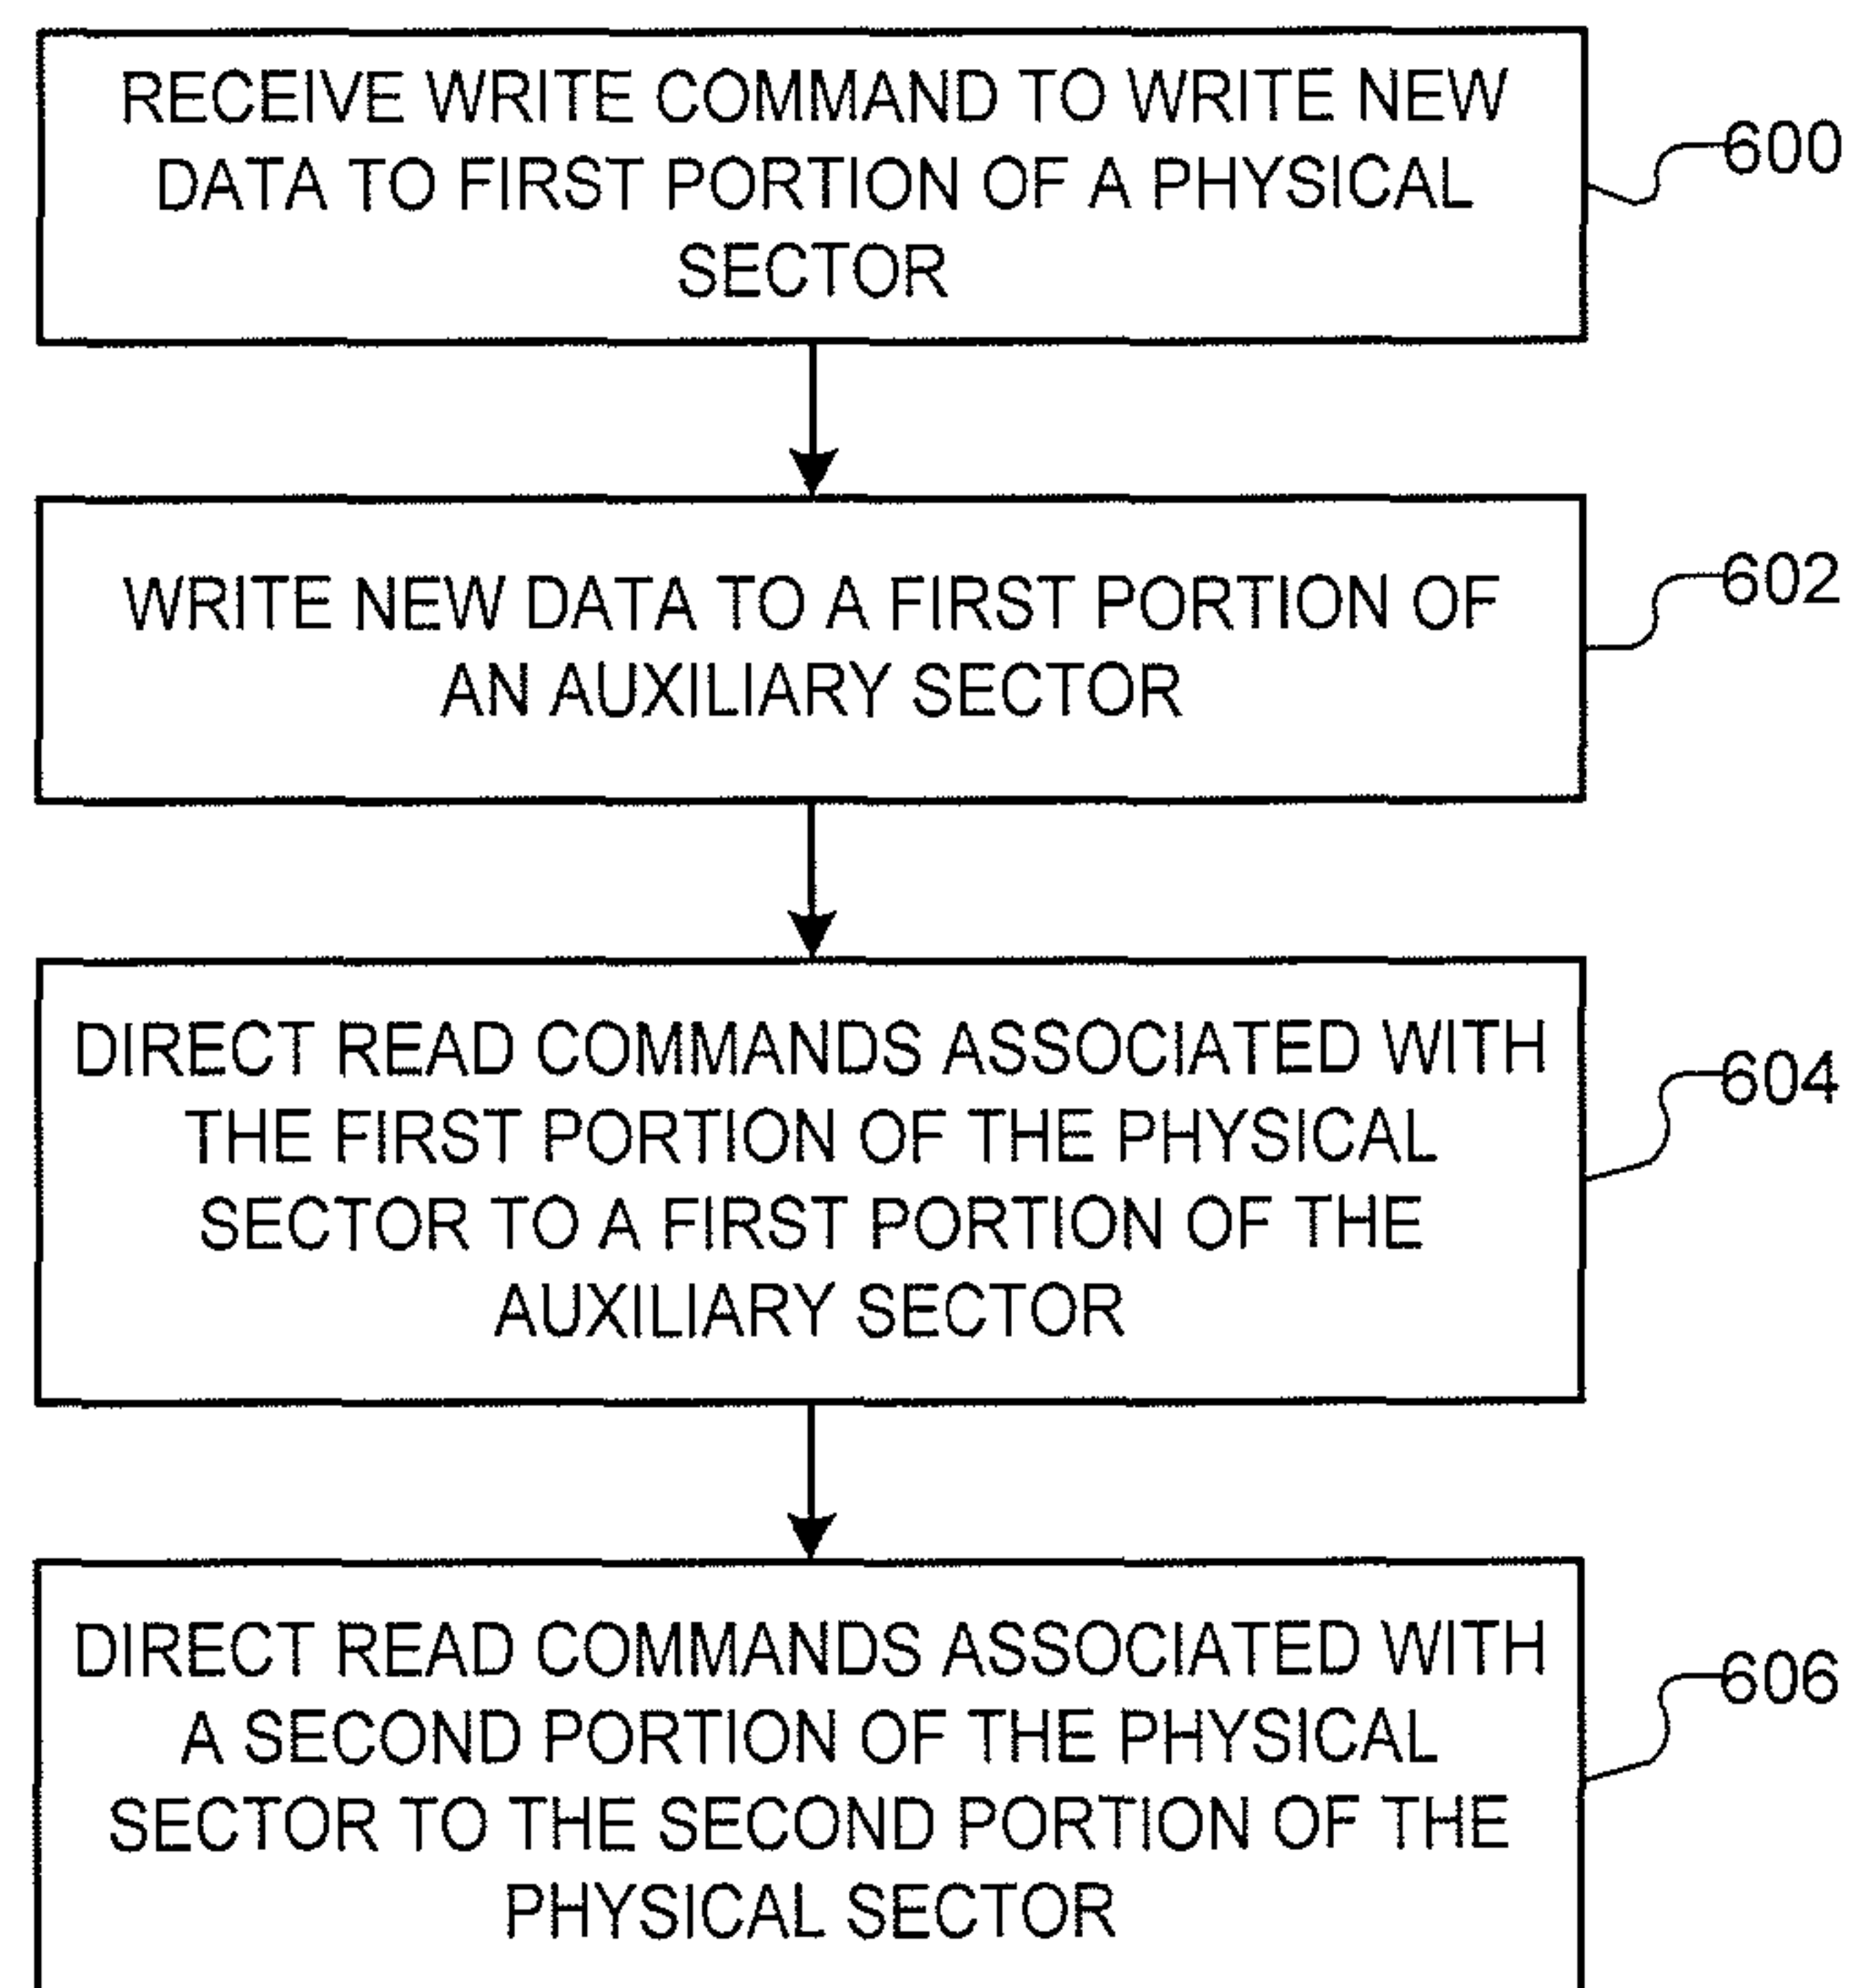 RECEIVE WRITE COMMAND TO WRITE NEW
DATA TO FIRST PORTION OF A PHYSICAL
SECTOR
600
WRITE NEW DATA TO A FIRST PORTION OF
AN AUXILIARY SECTOR
602
DIRECT READ COMMANDS ASSOCIATED WITH
THE FIRST PORTION OF THE PHYSICAL
SECTOR TO A FIRST PORTION OF THE
AUXILIARY SECTOR
604
DIRECT READ COMMANDS ASSOCIATED WITH
A SECOND PORTION OF THE PHYSICAL
SECTOR TO THE SECOND PORTION OF THE
PHYSICAL SECTOR
606